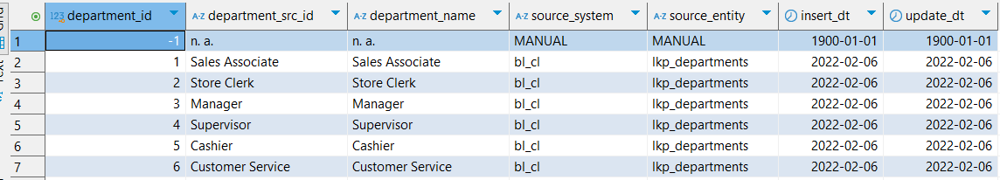 123 department_id A-Z department_src_id A-Z department_name A-Z source_system A-Z source_entity insert_dt update_dt
1 -1 n. a. n. a. MANUAL MANUAL 1900-01-01 1900-01-01
2 1 Sales Associate Sales Associate bl_cl lkp_departments 2022-02-06 2022-02-06
3 2 Store Clerk Store Clerk bl_cl lkp_departments 2022-02-06 2022-02-06
4 3 Manager Manager bl_cl lkp_departments 2022-02-06 2022-02-06
5 4 Supervisor Supervisor bl_cl lkp_departments 2022-02-06 2022-02-06
6 5 Cashier Cashier bl_cl lkp_departments 2022-02-06 2022-02-06
7 6 Customer Service Customer Service bl_cl lkp_departments 2022-02-06 2022-02-06